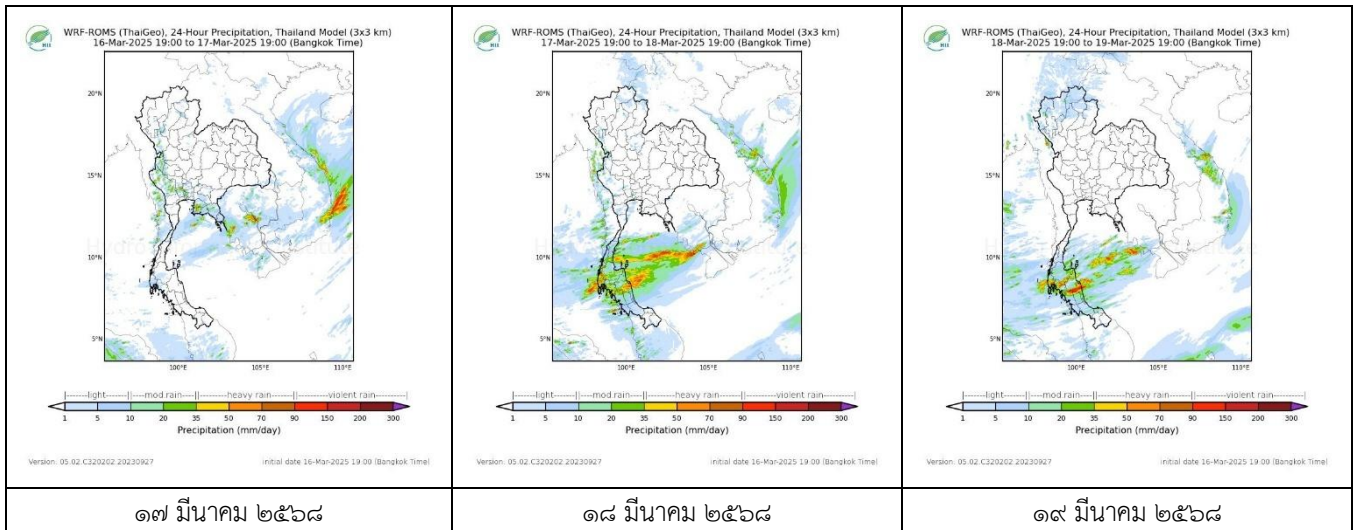 WRF-ROMS (ThaiGeo), 24-Hour Precipitation, Thailand Model (3x3 km)
16-Mar-2025 19:00 to 17-Mar-2025 19:00 (Bangkok Time)
HII
20°N
15°N
10°N
5°N
100°E 105°E 110°E
|------light------||---mod rain---||------heavy rain------||------violent rain------|
1 5 10 20 35 50 70 90 150 200 300
Precipitation (mm/day)
Version: 05.02.C320202.20230927 initial date 16-Mar-2025 19:00 (Bangkok Time)
๑๗ มีนาคม ๒๕๖๘
WRF-ROMS (ThaiGeo), 24-Hour Precipitation, Thailand Model (3x3 km)
17-Mar-2025 19:00 to 18-Mar-2025 19:00 (Bangkok Time)
HII
20°N
15°N
10°N
5°N
100°E 105°E 110°E
|------light------||---mod rain---||------heavy rain------||------violent rain------|
1 5 10 20 35 50 70 90 150 200 300
Precipitation (mm/day)
Version: 05.02.C320202.20230927 initial date 16-Mar-2025 19:00 (Bangkok Time)
๑๘ มีนาคม ๒๕๖๘
WRF-ROMS (ThaiGeo), 24-Hour Precipitation, Thailand Model (3x3 km)
18-Mar-2025 19:00 to 19-Mar-2025 19:00 (Bangkok Time)
HII
20°N
15°N
10°N
5°N
100°E 105°E 110°E
|------light------||---mod rain---||------heavy rain------||------violent rain------|
1 5 10 20 35 50 70 90 150 200 300
Precipitation (mm/day)
Version: 05.02.C320202.20230927 initial date 16-Mar-2025 19:00 (Bangkok Time)
๑๙ มีนาคม ๒๕๖๘